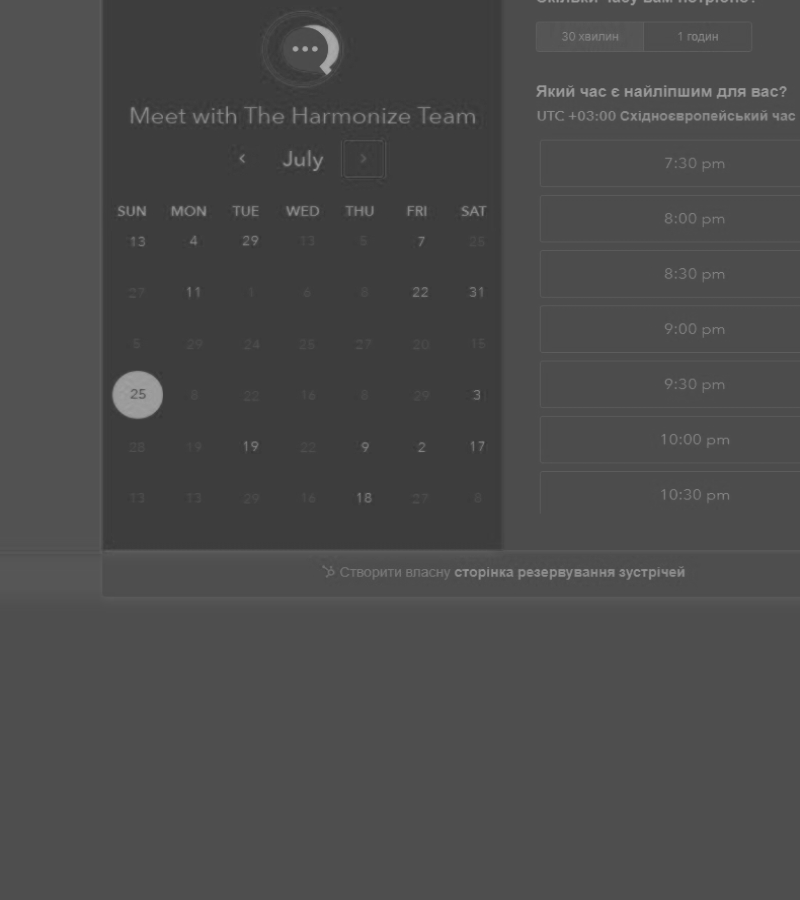 Meet with The Harmonize Team
July
SUN MON TUE WED THU FRI SAT
13 4 29 13 5 7 28
27 11 1 6 8 22 31
5 29 24 25 27 20 15
25 8 22 16 8 29 3
28 19 19 22 9 2 17
13 13 29 16 18 27 8
Скільки часу вам потрібно?
30 хвилин 1 годин
Який час є найліпшим для вас?
UTC +03:00 Східноєвропейський час
7:30 pm
8:00 pm
8:30 pm
9:00 pm
9:30 pm
10:00 pm
10:30 pm
Створити власну сторінка резервування зустрічей